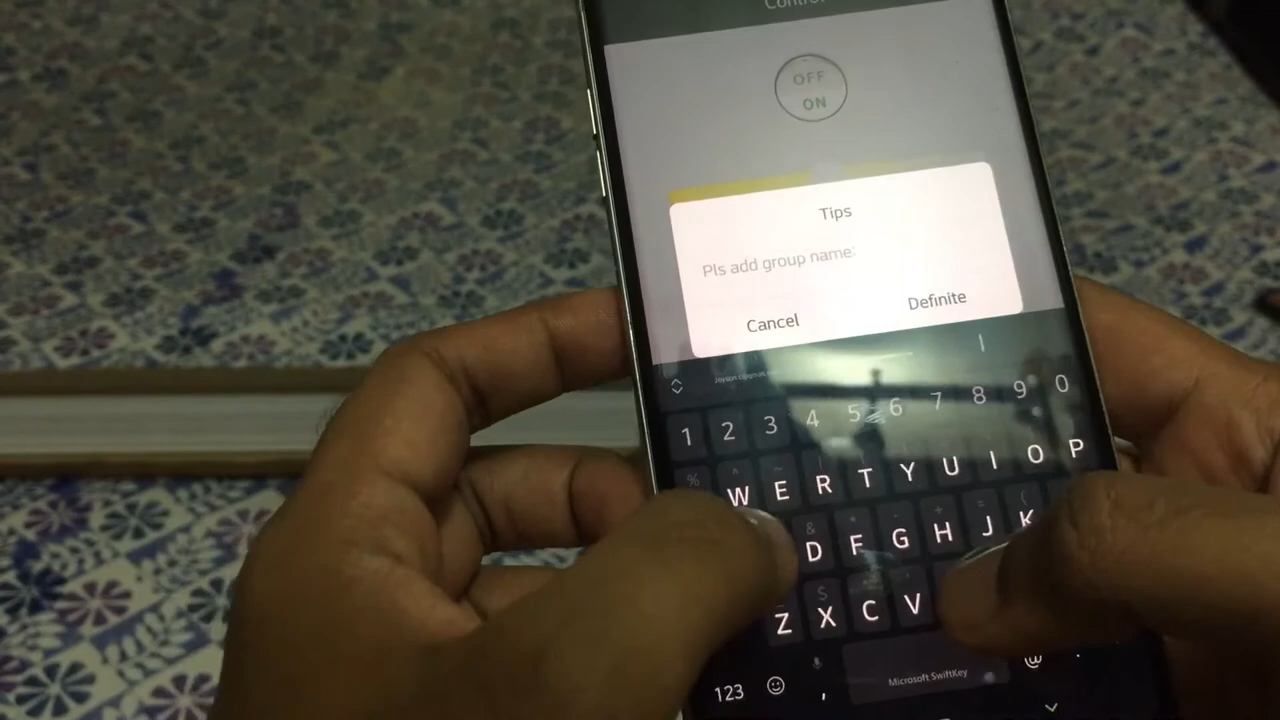 Control
OFF
ON
Tips
Pls add group name:
Cancel
Definite
1 2 3 4 5 6 7 8 9 0
%
W E R T Y U I O P
& D F G H J K
$
Z X C V
123 , @ .
Microsoft SwiftKey